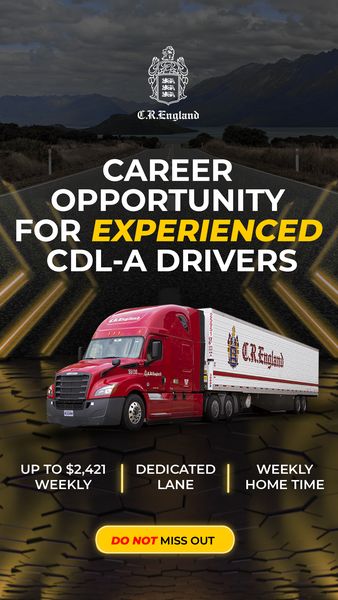 C.R.England
CAREER
OPPORTUNITY
FOR EXPERIENCED
CDL-A DRIVERS
C.R.England
C.R.England
UP TO $2,421
WEEKLY
DEDICATED
LANE
WEEKLY
HOME TIME
DO NOT MISS OUT